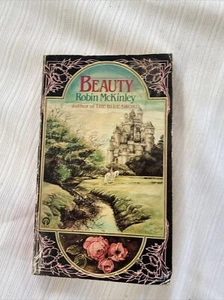 BEAUTY
Robin McKinley
author of THE BLUE SWORD